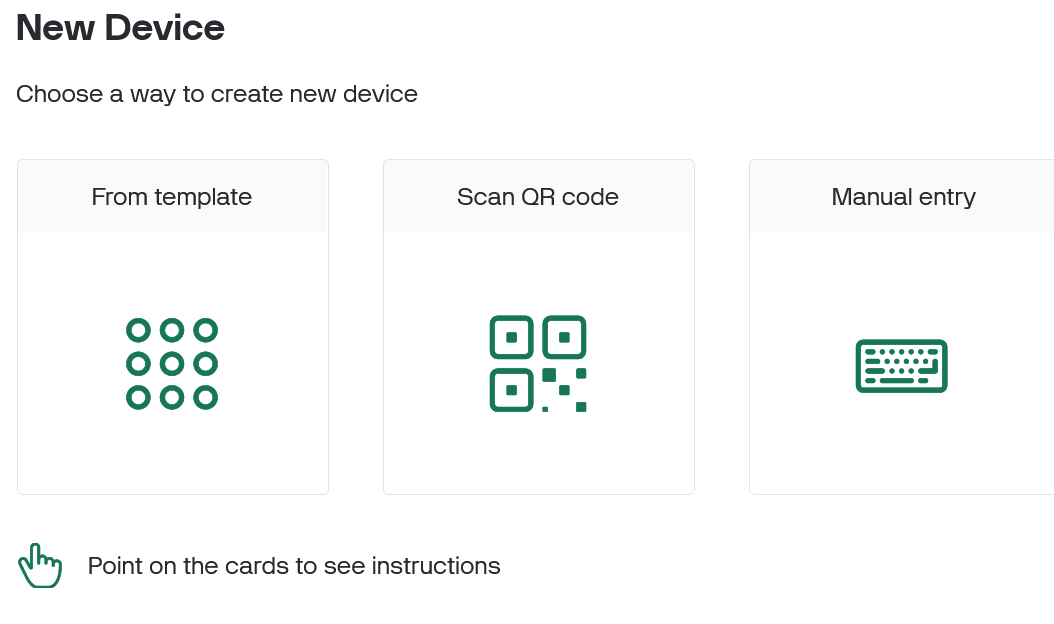 New Device
Choose a way to create new device
From template
Scan QR code
Manual entry
Point on the cards to see instructions